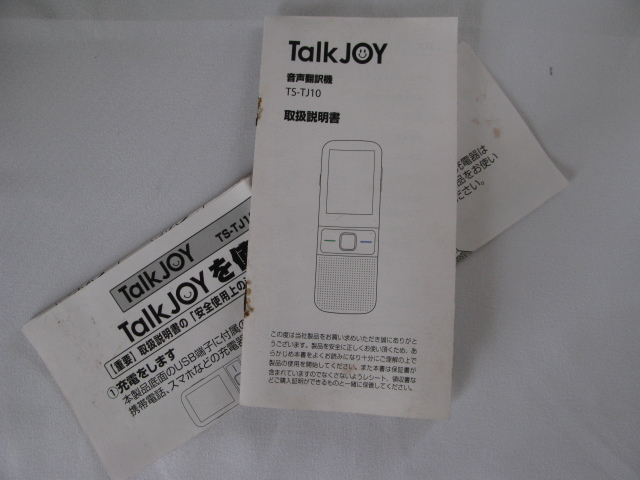 TalkJOY
音声翻訳機
TS-TJ10
取扱説明書
この度は当社製品をお買い求めいただき誠にありがと
うございます。製品を安全に正しくお使い頂くため、あ
らかじめ本書をよくお読みになり十分にご理解の上で
製品の使用を開始してください。また本書は保証書が
含まれていますのでなくさないようレシート、領収書な
どご購入証明ができるものと一緒に保管してください。
TalkJOY TS-TJ1
TalkJOYを使
【重要】取扱説明書の「安全使用上の
①充電をします
本製品底面のUSB端子に付属の
携帯電話、スマホなどの充電器
充電器は
品をお使い
ださい。